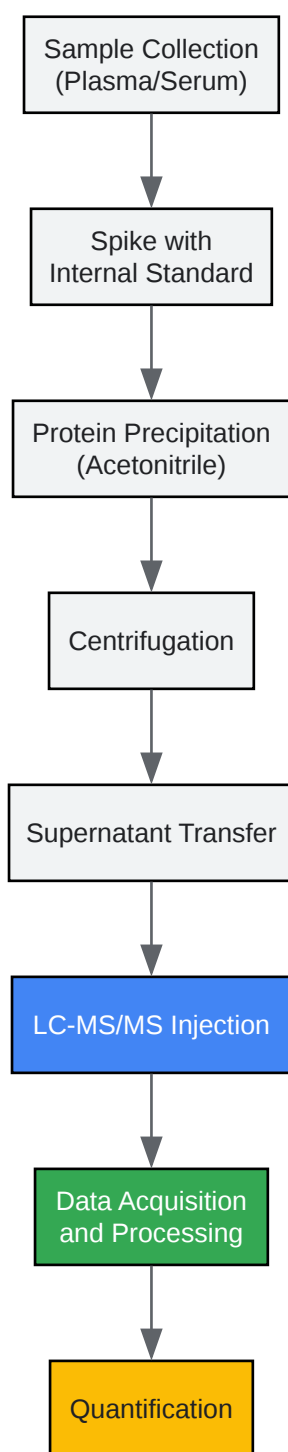 Sample Collection
(Plasma/Serum)
Spike with
Internal Standard
Protein Precipitation
(Acetonitrile)
Centrifugation
Supernatant Transfer
LC-MS/MS Injection
Data Acquisition
and Processing
Quantification